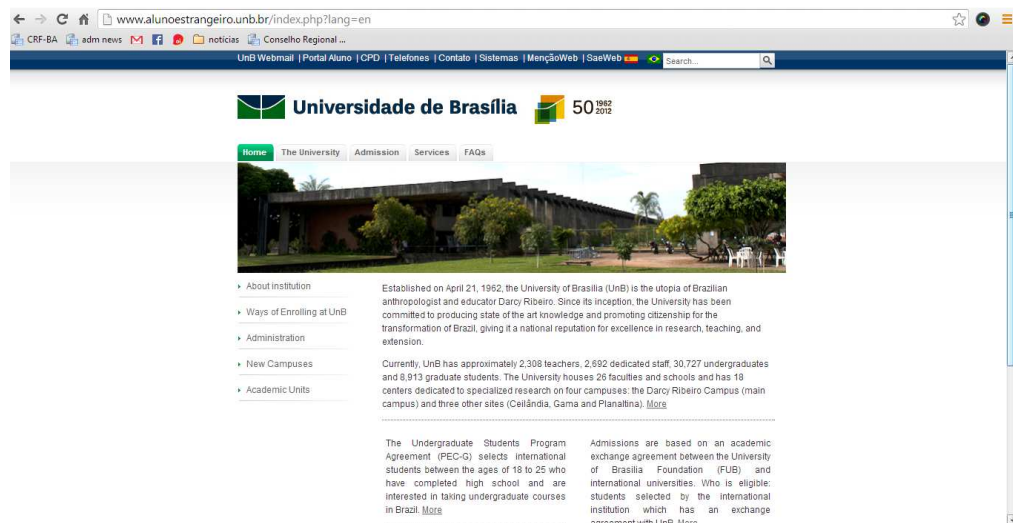 www.alunoestrangeiro.unb.br/index.php?lang=en
CRF-BA adm news noticias Conselho Regional ...
UnB Webmail | Portal Aluno | CPD | Telefones | Contato | Sistemas | MençãoWeb | SaeWeb Search...
Universidade de Brasília 50 1962 2012
Home The University Admission Services FAQs
About institution
Ways of Enrolling at UnB
Administration
New Campuses
Academic Units
Established on April 21, 1962, the University of Brasilia (UnB) is the utopia of Brazilian
anthropologist and educator Darcy Ribeiro. Since its inception, the University has been
committed to producing state of the art knowledge and promoting citizenship for the
transformation of Brazil, giving it a national reputation for excellence in research, teaching, and
extension.
Currently, UnB has approximately 2,308 teachers, 2,692 dedicated staff, 30,727 undergraduates
and 8,913 graduate students. The University houses 26 faculties and schools and has 18
centers dedicated to specialized research on four campuses: the Darcy Ribeiro Campus (main
campus) and three other sites (Ceilândia, Gama and Planaltina). More
The Undergraduate Students Program
Agreement (PEC-G) selects international
students between the ages of 18 to 25 who
have completed high school and are
interested in taking undergraduate courses
in Brazil. More
Admissions are based on an academic
exchange agreement between the University
of Brasilia Foundation (FUB) and
international universities. Who is eligible:
students selected by the international
institution which has an exchange
agreement with UnB. More